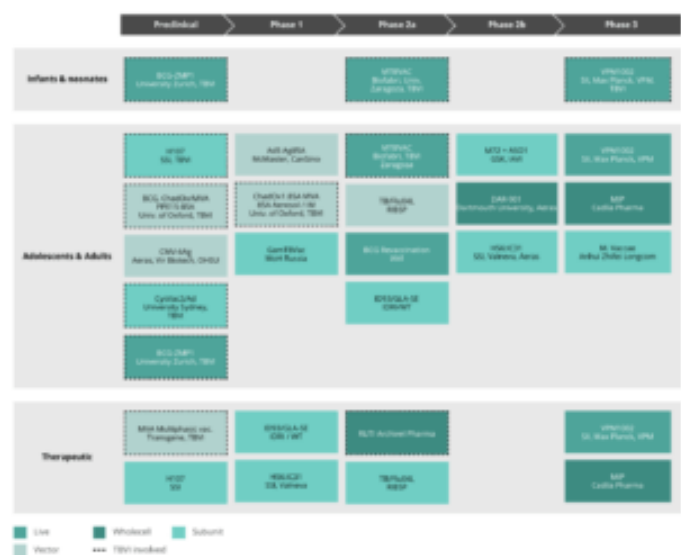 Preclinical Phase 1 Phase 2a Phase 2b Phase 3
Infants & neonates
BCG-ZMP1
University Zurich, TBVI
MTBVAC
Biofabri, Univ.
Zaragoza, TBVI
VPM1002
SII, Max Planck, VPM,
TBVI
Adolescents & Adults
H107
SSI, TBVI
BCG, ChadOx/MVA
PPE15-85A
Univ. of Oxford, TBVI
CMV-Mtg
Aeras, Vir Biotech, OHSU
University Sydney,
TBVI
BCG-ZMP1
University Zurich, TBVI
Ad5 Ag85A
McMaster, CanSino
ChadOx1.85A MVA
85A Aerosol / IM
Univ. of Oxford, TBVI
GamTBVac
MoH Russia
MTBVAC
Biofabri, TBVI
Zaragoza
TB/Flu04L
RIBSP
BCG Revaccination
ID93/GLA-SE
IDRI/WT
M72 + AS01
GSK, IAVI
DAR-901
Dartmouth University, Aeras
H56:IC31
SSI, Valneva, Aeras
VPM1002
SII, Max Planck, VPM
MIP
Cadila Pharma
M. Vaccae
Anhui Zhifei Longcom
Therapeutic
MVA Multiphasic vac.
Transgene, TBVI
H107
SSI
ID93/GLA-SE
IDRI / WT
H56:IC31
SSI, Valneva
RUTI Archivel Pharma
TB/Flu04L
RIBSP
VPM1002
SII, Max Planck, VPM
MIP
Cadila Pharma
Live Wholecell Subunit
Vector TBVI involved